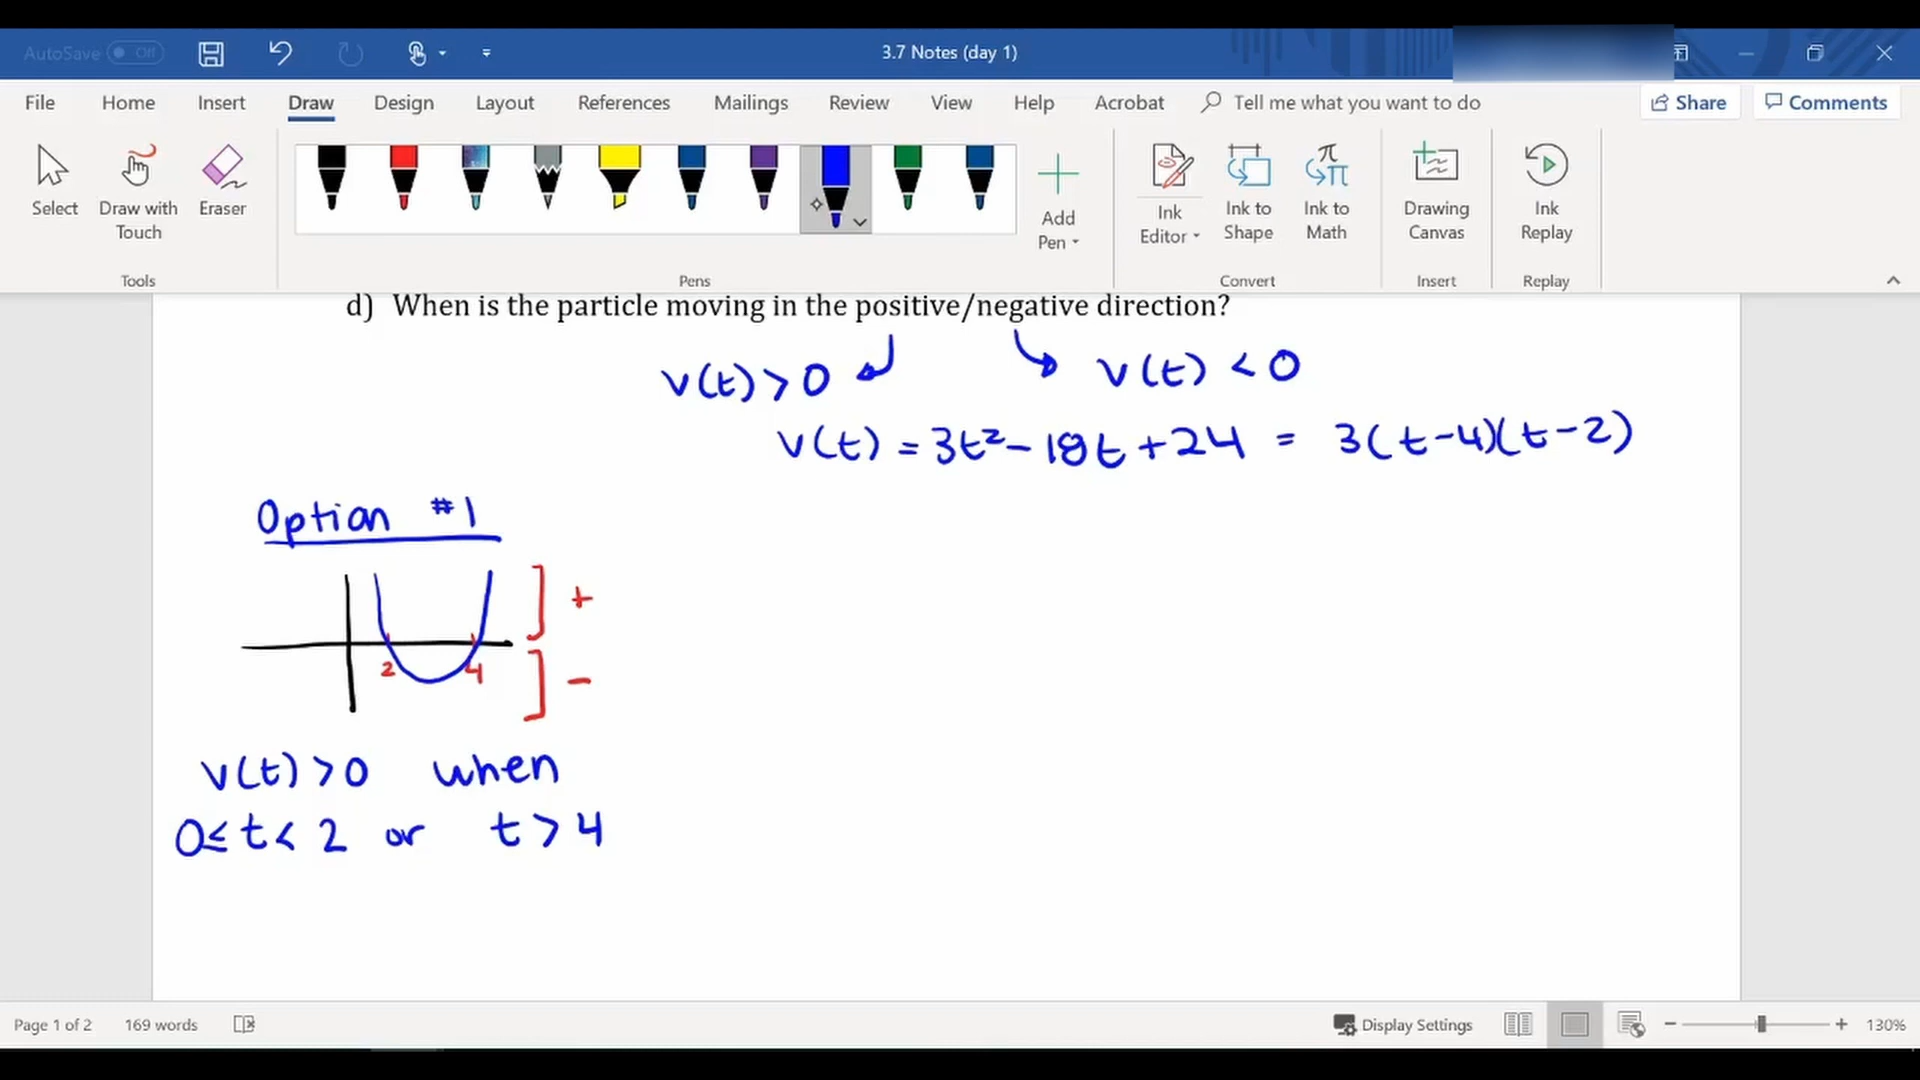 AutoSave Off
3.7 Notes (day 1)
File Home Insert Draw Design Layout References Mailings Review View Help Acrobat Tell me what you want to do Share Comments
Select
Draw with Touch
Eraser
Add Pen
Ink Editor
Ink to Shape
Ink to Math
Drawing Canvas
Ink Replay
Tools Pens Convert Insert Replay
d) When is the particle moving in the positive/negative direction?
v(t) > 0
v(t) < 0
v(t) = 3t² - 18t + 24 = 3(t-4)(t-2)
Option #1
+
2 4
-
v(t) > 0 when
0 ≤ t < 2 or t > 4
Page 1 of 2 169 words Display Settings 130%